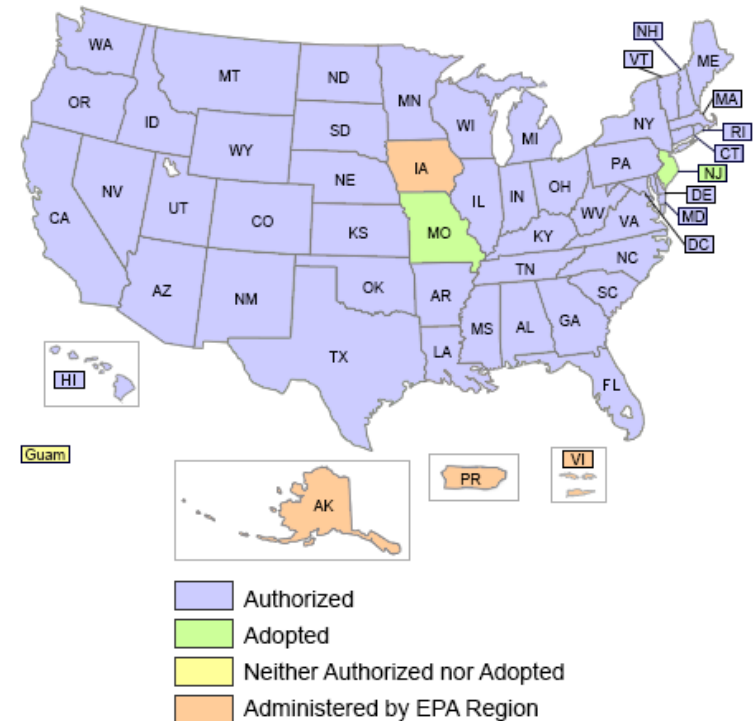 WA
MT
ND
MN
OR
ID
SD
WI
MI
NY
ME
NH
VT
MA
RI
CT
NJ
DE
MD
DC
WY
IA
NE
PA
NV
UT
CO
IL
IN
OH
WV
VA
CA
KS
MO
KY
NC
TN
AZ
NM
OK
AR
SC
MS
AL
GA
TX
LA
FL
HI
Guam
AK
PR
VI
Authorized
Adopted
Neither Authorized nor Adopted
Administered by EPA Region